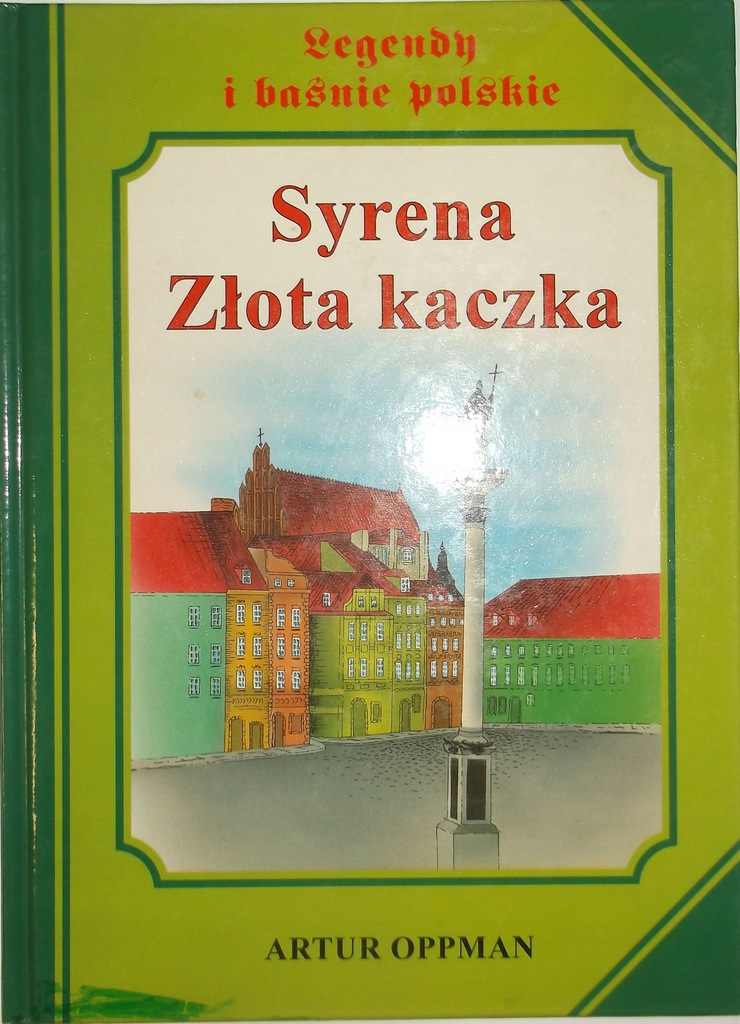 Legendy
i baśnie polskie
Syrena
Złota kaczka
ARTUR OPPMAN